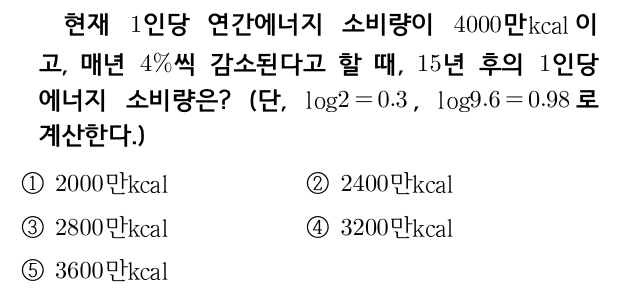 현재 1인당 연간에너지 소비량이 4000만kcal이
고, 매년 4%씩 감소된다고 할 때, 15년 후의 1인당
에너지 소비량은? (단, log2=0.3, log9.6=0.98로
계산한다.)
① 2000만kcal ② 2400만kcal
③ 2800만kcal ④ 3200만kcal
⑤ 3600만kcal